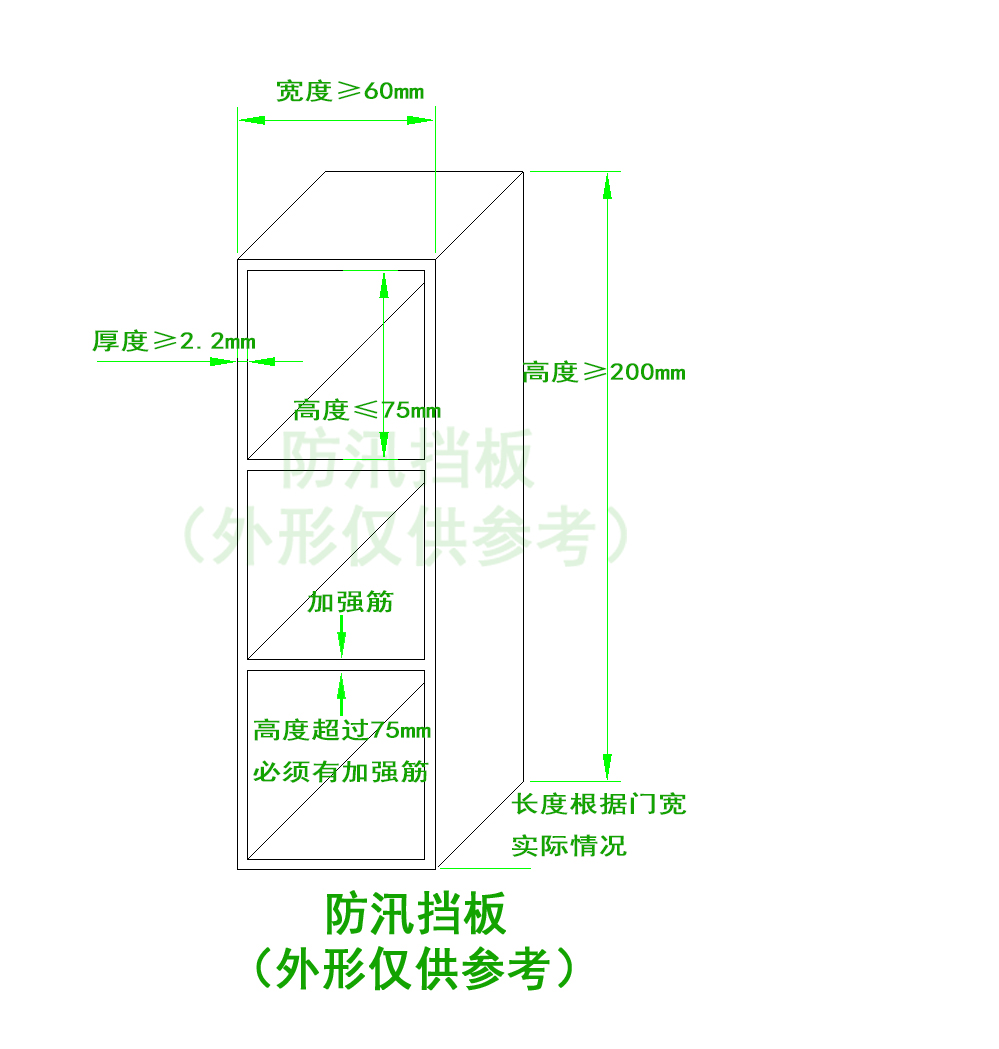 宽度≥60mm
厚度≥2.2mm
高度≥200mm
高度≤75mm
防汛挡板
（外形仅供参考）
加强筋
高度超过75mm
必须有加强筋
长度根据门宽
实际情况
防汛挡板
（外形仅供参考）